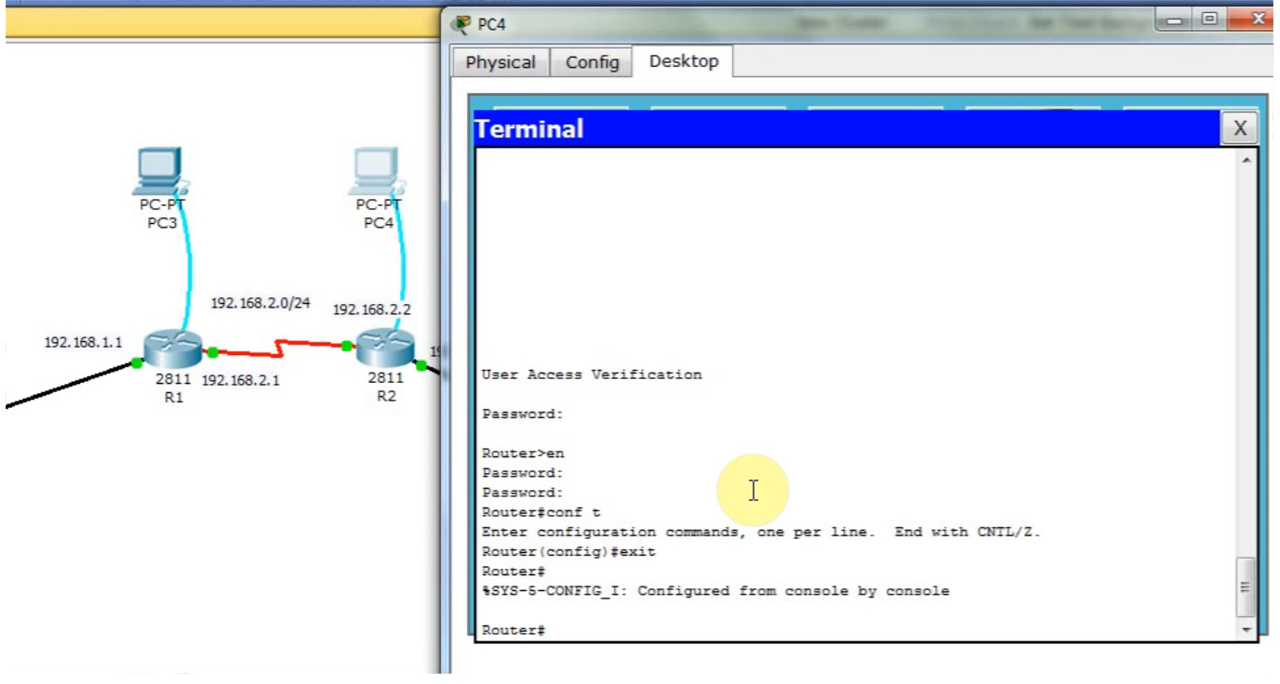 PC4
Physical
Config
Desktop
Terminal
X
PC-PT
PC3
PC-PT
PC4
192.168.2.0/24
192.168.2.2
192.168.1.1
2811
R1
192.168.2.1
2811
R2
User Access Verification
Password:
Router>en
Password:
Password:
Router#conf t
Enter configuration commands, one per line.  End with CNTL/Z.
Router(config)#exit
Router#
%SYS-5-CONFIG_I: Configured from console by console
Router#